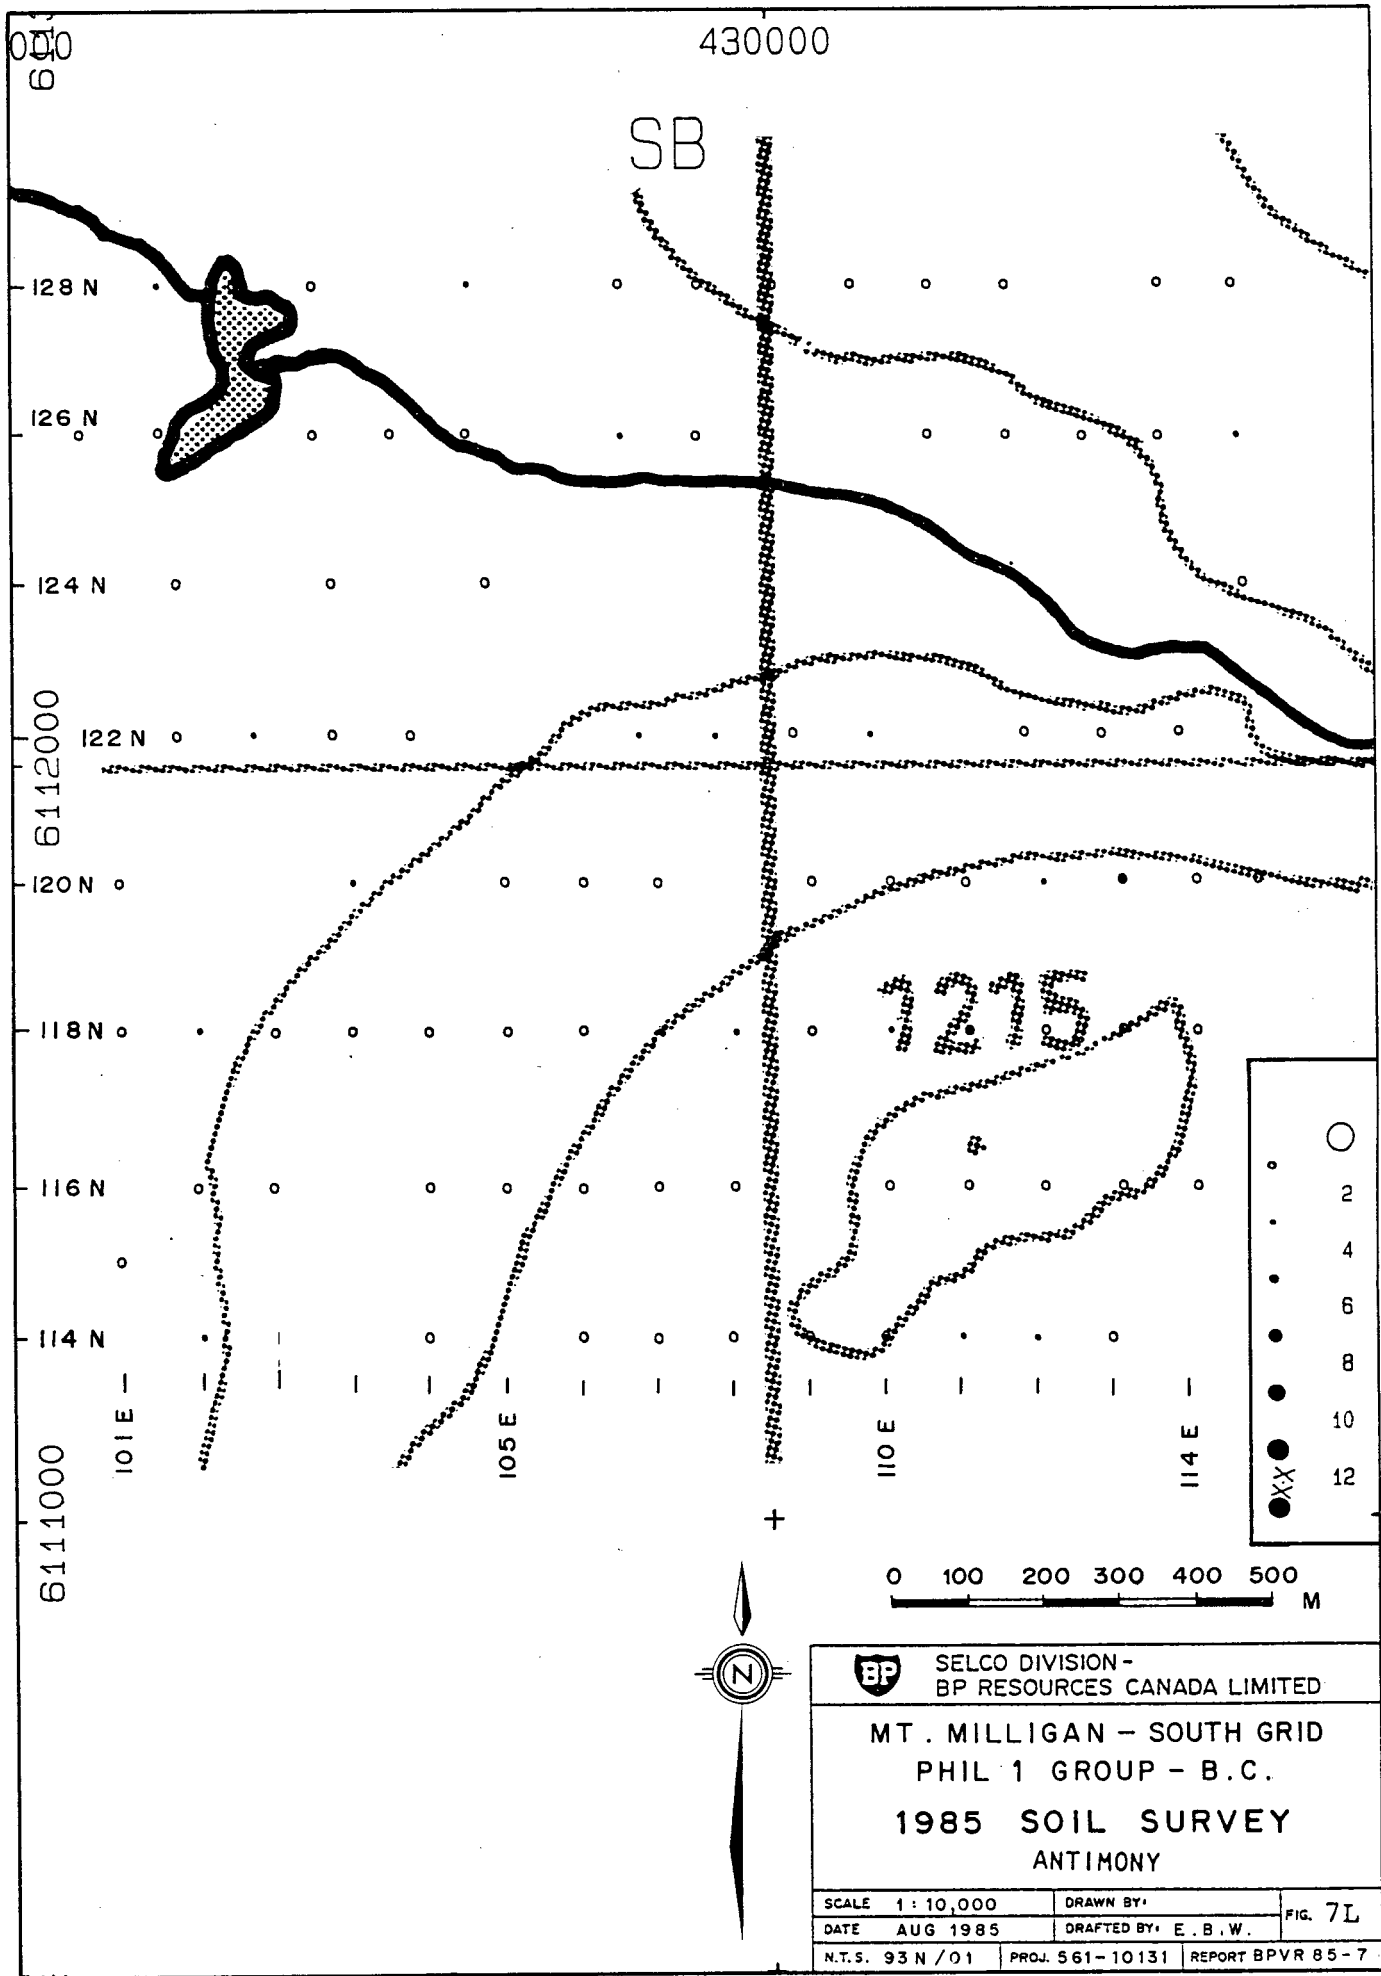 000
430000
SB
128 N
126 N
124 N
6112000
122 N
120 N
118 N
1215
116 N
114 N
101 E
105 E
110 E
114 E
6111000
2
4
6
8
10
12
XX
0 100 200 300 400 500
M
N
BP
SELCO DIVISION -
BP RESOURCES CANADA LIMITED
MT. MILLIGAN - SOUTH GRID
PHIL 1 GROUP - B.C.
1985 SOIL SURVEY
ANTIMONY
SCALE 1 : 10,000 DRAWN BY:
FIG. 7L
DATE AUG 1985 DRAFTED BY: E.B.W.
N.T.S. 93 N / 01 PROJ. 561-10131 REPORT BPVR 85-7